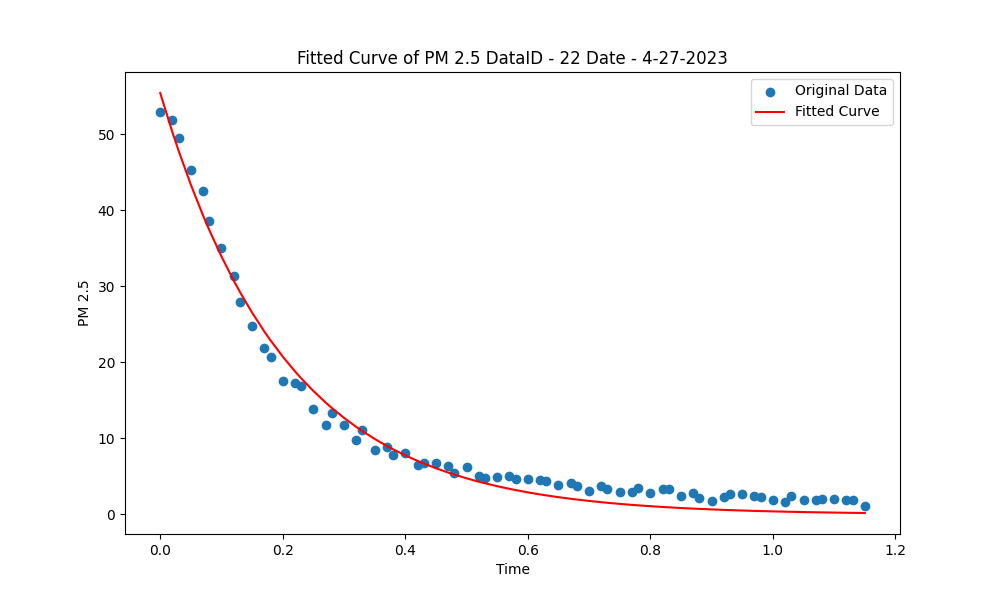 Fitted Curve of PM 2.5 DataID - 22 Date - 4-27-2023
Original Data
Fitted Curve
PM 2.5
50
40
30
20
10
0
0.0 0.2 0.4 0.6 0.8 1.0 1.2
Time